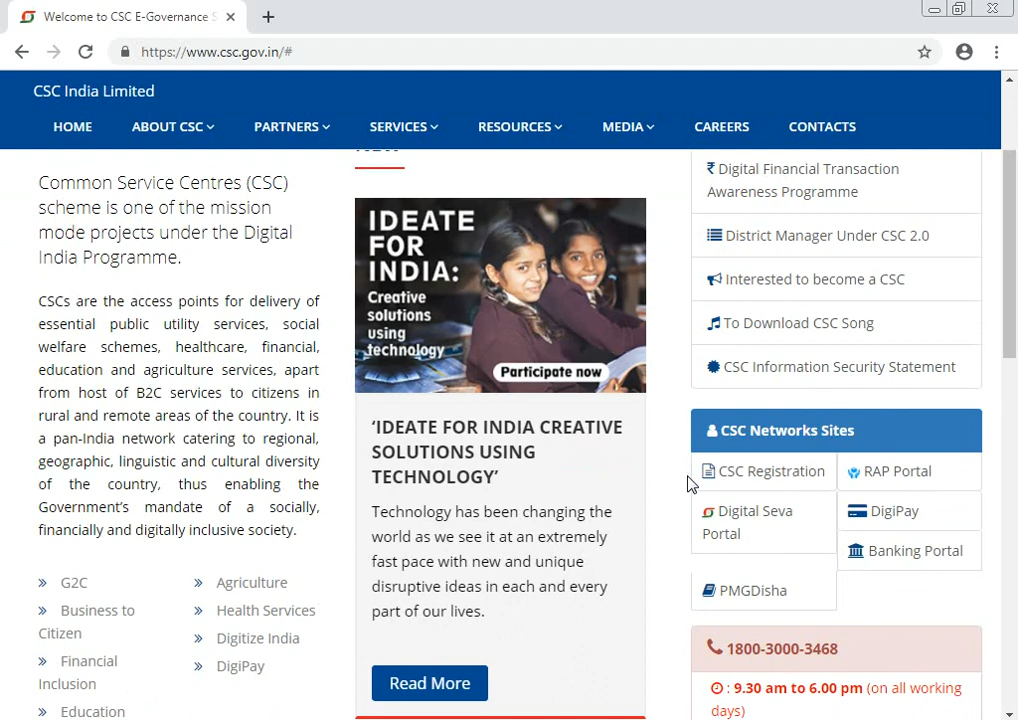 Welcome to CSC E-Governance S
https://www.csc.gov.in/#
CSC India Limited
HOME ABOUT CSC PARTNERS SERVICES RESOURCES MEDIA CAREERS CONTACTS
Common Service Centres (CSC)
scheme is one of the mission
mode projects under the Digital
India Programme.
CSCs are the access points for delivery of
essential public utility services, social
welfare schemes, healthcare, financial,
education and agriculture services, apart
from host of B2C services to citizens in
rural and remote areas of the country. It is
a pan-India network catering to regional,
geographic, linguistic and cultural diversity
of the country, thus enabling the
Government's mandate of a socially,
financially and digitally inclusive society.
G2C
Business to
Citizen
Financial
Inclusion
Education
Agriculture
Health Services
Digitize India
DigiPay
IDEATE
FOR
INDIA:
Creative
solutions
using
technology
Participate now
‘IDEATE FOR INDIA CREATIVE
SOLUTIONS USING
TECHNOLOGY’
Technology has been changing the
world as we see it at an extremely
fast pace with new and unique
disruptive ideas in each and every
part of our lives.
Read More
₹ Digital Financial Transaction
Awareness Programme
District Manager Under CSC 2.0
Interested to become a CSC
To Download CSC Song
CSC Information Security Statement
CSC Networks Sites
CSC Registration
RAP Portal
Digital Seva
Portal
DigiPay
Banking Portal
PMGDisha
1800-3000-3468
: 9.30 am to 6.00 pm (on all working
days)